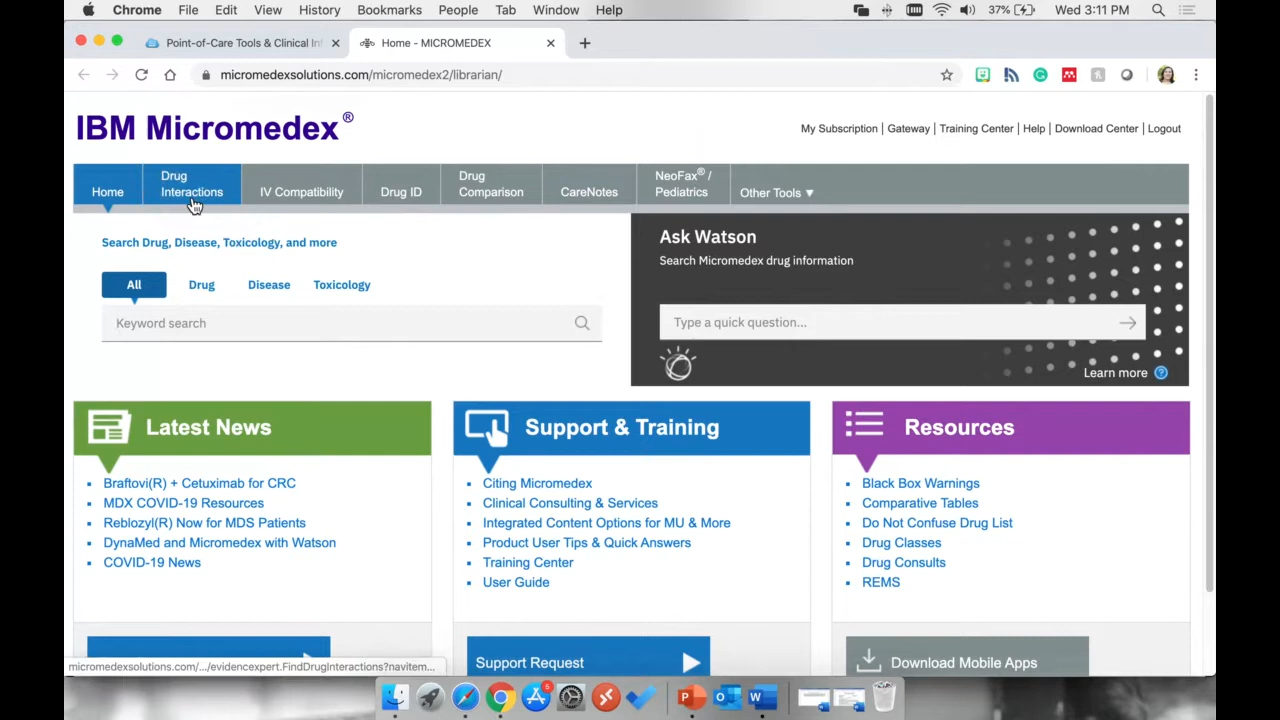 Chrome File Edit View History Bookmarks People Tab Window Help 37% Wed 3:11 PM
Point-of-Care Tools & Clinical In Home - MICROMEDEX
micromedexsolutions.com/micromedex2/librarian/
IBM Micromedex®
My Subscription | Gateway | Training Center | Help | Download Center | Logout
Home Drug Interactions IV Compatibility Drug ID Drug Comparison CareNotes NeoFax® / Pediatrics Other Tools ▼
Search Drug, Disease, Toxicology, and more
All Drug Disease Toxicology
Keyword search
Ask Watson
Search Micromedex drug information
Type a quick question...
Learn more ?
Latest News
Braftovi(R) + Cetuximab for CRC
MDX COVID-19 Resources
Reblozyl(R) Now for MDS Patients
DynaMed and Micromedex with Watson
COVID-19 News
Support & Training
Citing Micromedex
Clinical Consulting & Services
Integrated Content Options for MU & More
Product User Tips & Quick Answers
Training Center
User Guide
Support Request
Resources
Black Box Warnings
Comparative Tables
Do Not Confuse Drug List
Drug Classes
Drug Consults
REMS
Download Mobile Apps
micromedexsolutions.com/.../evidencexpert.FindDrugInteractions?navitem...
5